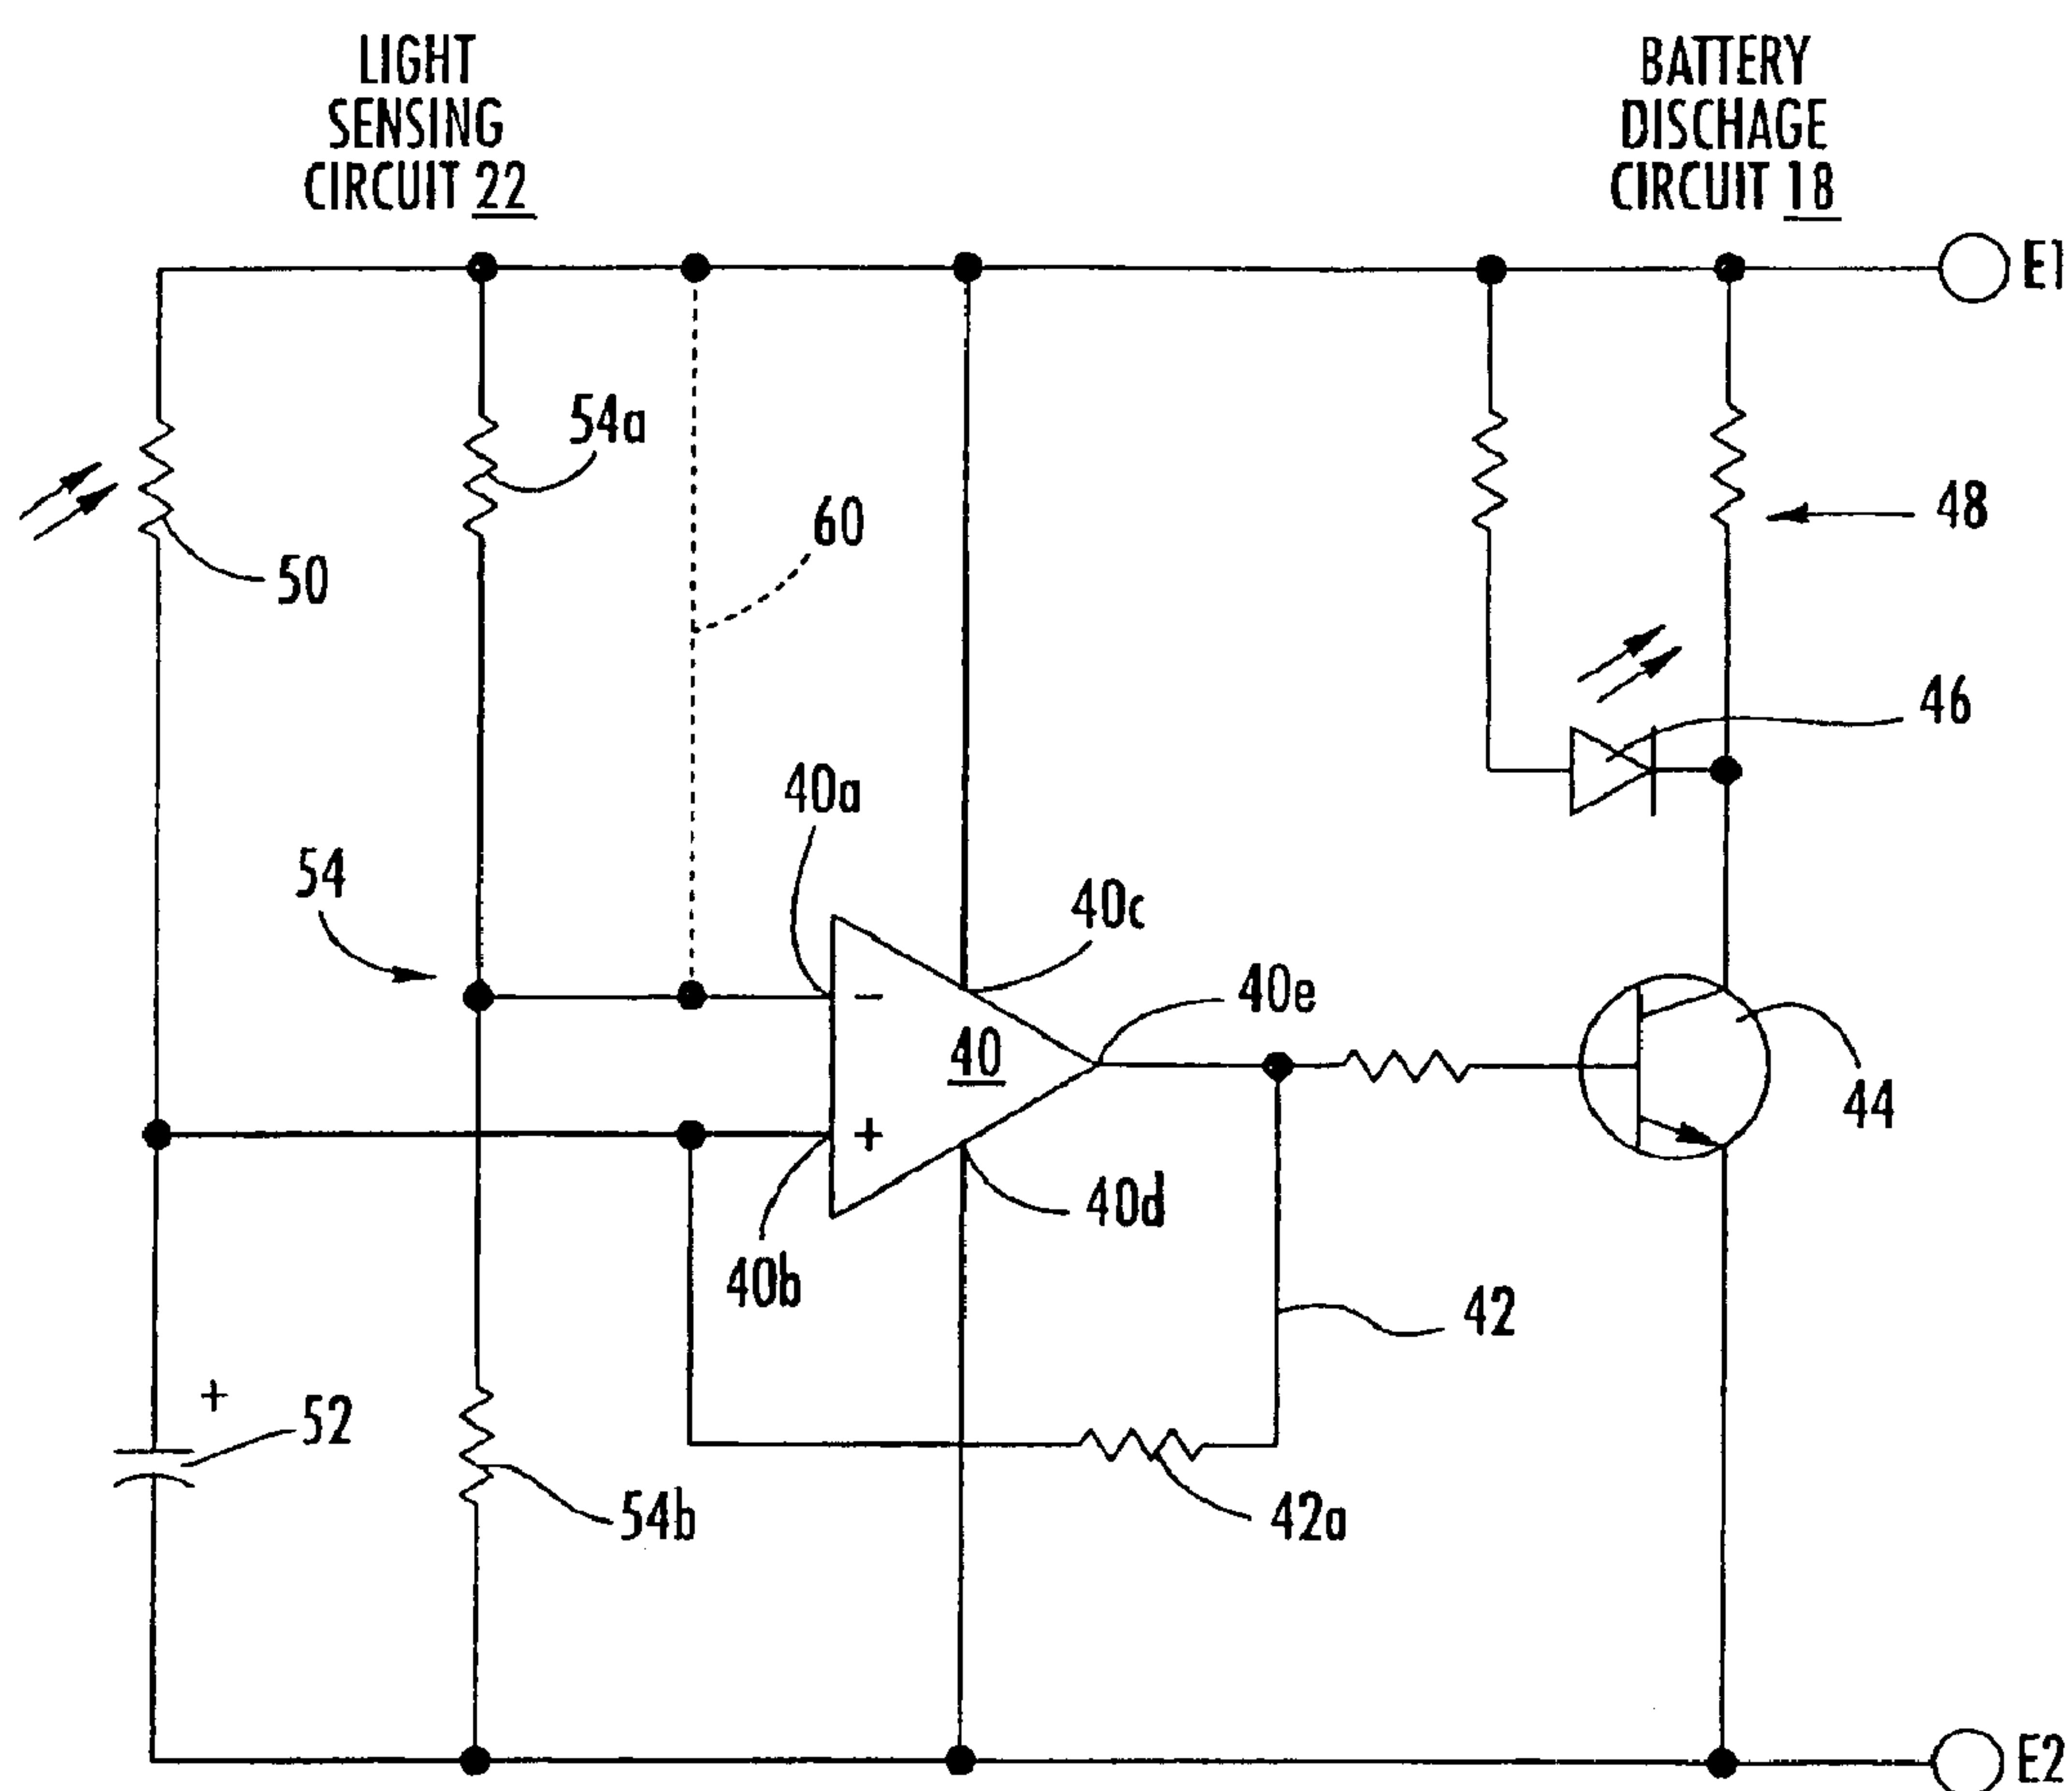 LIGHT
SENSING
CIRCUIT 22
BATTERY
DISCHAGE
CIRCUIT 18
E1
54a
48
60
50
46
40a
54
40c
40e
-
40
44
+
40d
40b
42
+
52
54b
42a
E2